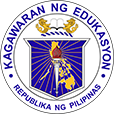 KAGAWARAN NG EDUKASYON
REPUBLIKA NG PILIPINAS